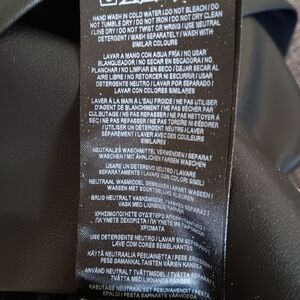 HAND WASH IN COLD WATER / DO NOT BLEACH / DO
NOT TUMBLE DRY / DO NOT IRON / DO NOT DRY CLEAN
/ LINE DRY / DO NOT TWIST OR WRING / USE NEUTRAL
DETERGENT / WASH SEPARATELY / WASH WITH
SIMILAR COLOURS
LAVAR A MANO CON AGUA FRÍA / NO USAR
BLANQUEADOR / NO SECAR EN SECADORA / NO
PLANCHAR / NO LIMPIAR EN SECO / DEJAR SECAR AL
AIRE LIBRE / NO RETORCER NI ESCURRIR / USAR
DETERGENTE NEUTRO / LAVAR POR SEPARADO /
LAVAR CON COLORES SIMILARES
LAVER À LA MAIN À L'EAU FROIDE / NE PAS UTILISER
D'AGENT DE BLANCHIMENT / NE PAS SÉCHER PAR
CULBUTAGE / NE PAS REPASSER / NE PAS NETTOYER À
SEC / NE PAS TORDRE NI ESSORER
/ UTILISER UN DÉTERGENT NEUTRE / LAVER
SÉPARÉMENT / LAVER AVEC DES COULEURS
SIMILAIRES
NEUTRALES WASCHMITTEL VERWENDEN / SEPARAT
WASCHEN / MIT ÄHNLICHEN FARBEN WASCHEN
USARE UN DETERSIVO NEUTRO / LAVARE
SEPARATAMENTE / LAVARE CON COLORI SIMILI
NEUTRAAL WASMIDDEL GEBRUIKEN / APART WASSEN /
WASSEN MET SOORTGELIJKE KLEUREN
BRUG NEUTRALT VASKEMIDDEL / VASKES SEPARAT /
VASK MED LIGNENDE FARVER
ΧΡΗΣΙΜΟΠΟΙΗΣΤΕ ΟΥΔΕΤΕΡΟ ΑΠΟΡΡΥΠΑΝΤΙΚΟ /
ΠΛΥΝΕΤΕ ΞΕΧΩΡΙΣΤΑ / ΠΛΥΝΕΤΕ ΜΕ ΠΑΡΟΜΟΙΑ
ΧΡΩΜΑΤΑ
USE DETERGENTE NEUTRO / LAVE EM SEPARADO /
LAVE COM CORES SEMELHANTES
KÄYTÄ NEUTRAALIA PESUAINETTA / PESE ERIKSEEN /
PESE SAMANKALTAISTEN VÄRIEN KANSSA
ANVÄND NEUTRALT TVÄTTMEDEL / TVÄTTA SEPARAT
/ TVÄTTA MED LIKNANDE FÄRGER